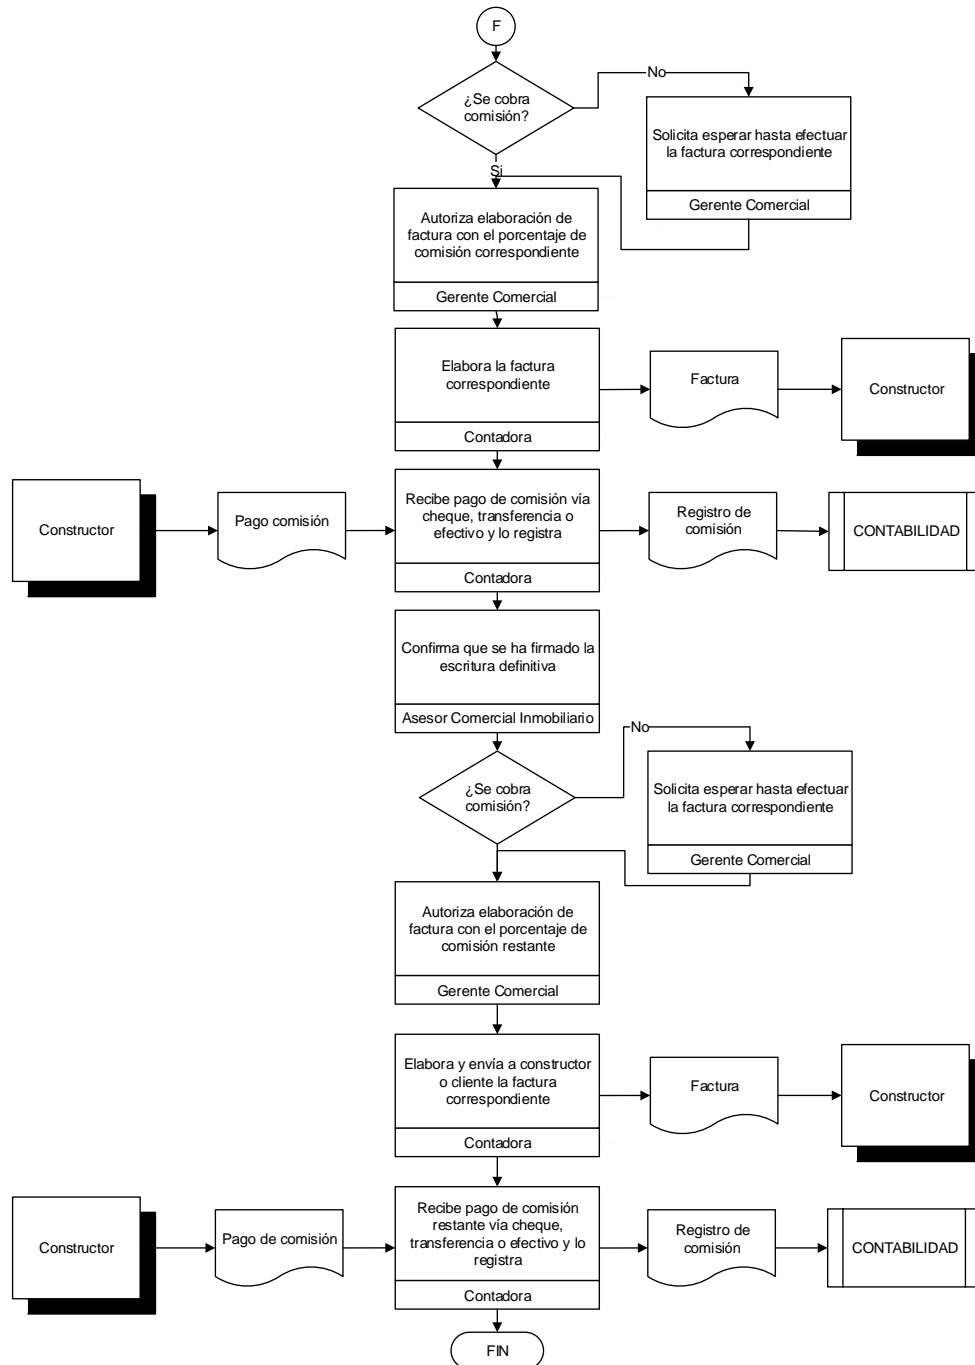 F
¿Se cobra
comisión?
No
Solicita esperar hasta efectuar
la factura correspondiente
Gerente Comercial
Si
Autoriza elaboración de
factura con el porcentaje de
comisión correspondiente
Gerente Comercial
Elabora la factura
correspondiente
Contadora
Factura
Constructor
Constructor
Pago comisión
Recibe pago de comisión vía
cheque, transferencia o
efectivo y lo registra
Contadora
Registro de
comisión
CONTABILIDAD
Confirma que se ha firmado la
escritura definitiva
Asesor Comercial Inmobiliario
¿Se cobra
comisión?
No
Solicita esperar hasta efectuar
la factura correspondiente
Gerente Comercial
Autoriza elaboración de
factura con el porcentaje de
comisión restante
Gerente Comercial
Elabora y envía a constructor
o cliente la factura
correspondiente
Contadora
Factura
Constructor
Constructor
Pago de comisión
Recibe pago de comisión
restante vía cheque,
transferencia o efectivo y lo
registra
Contadora
Registro de
comisión
CONTABILIDAD
FIN